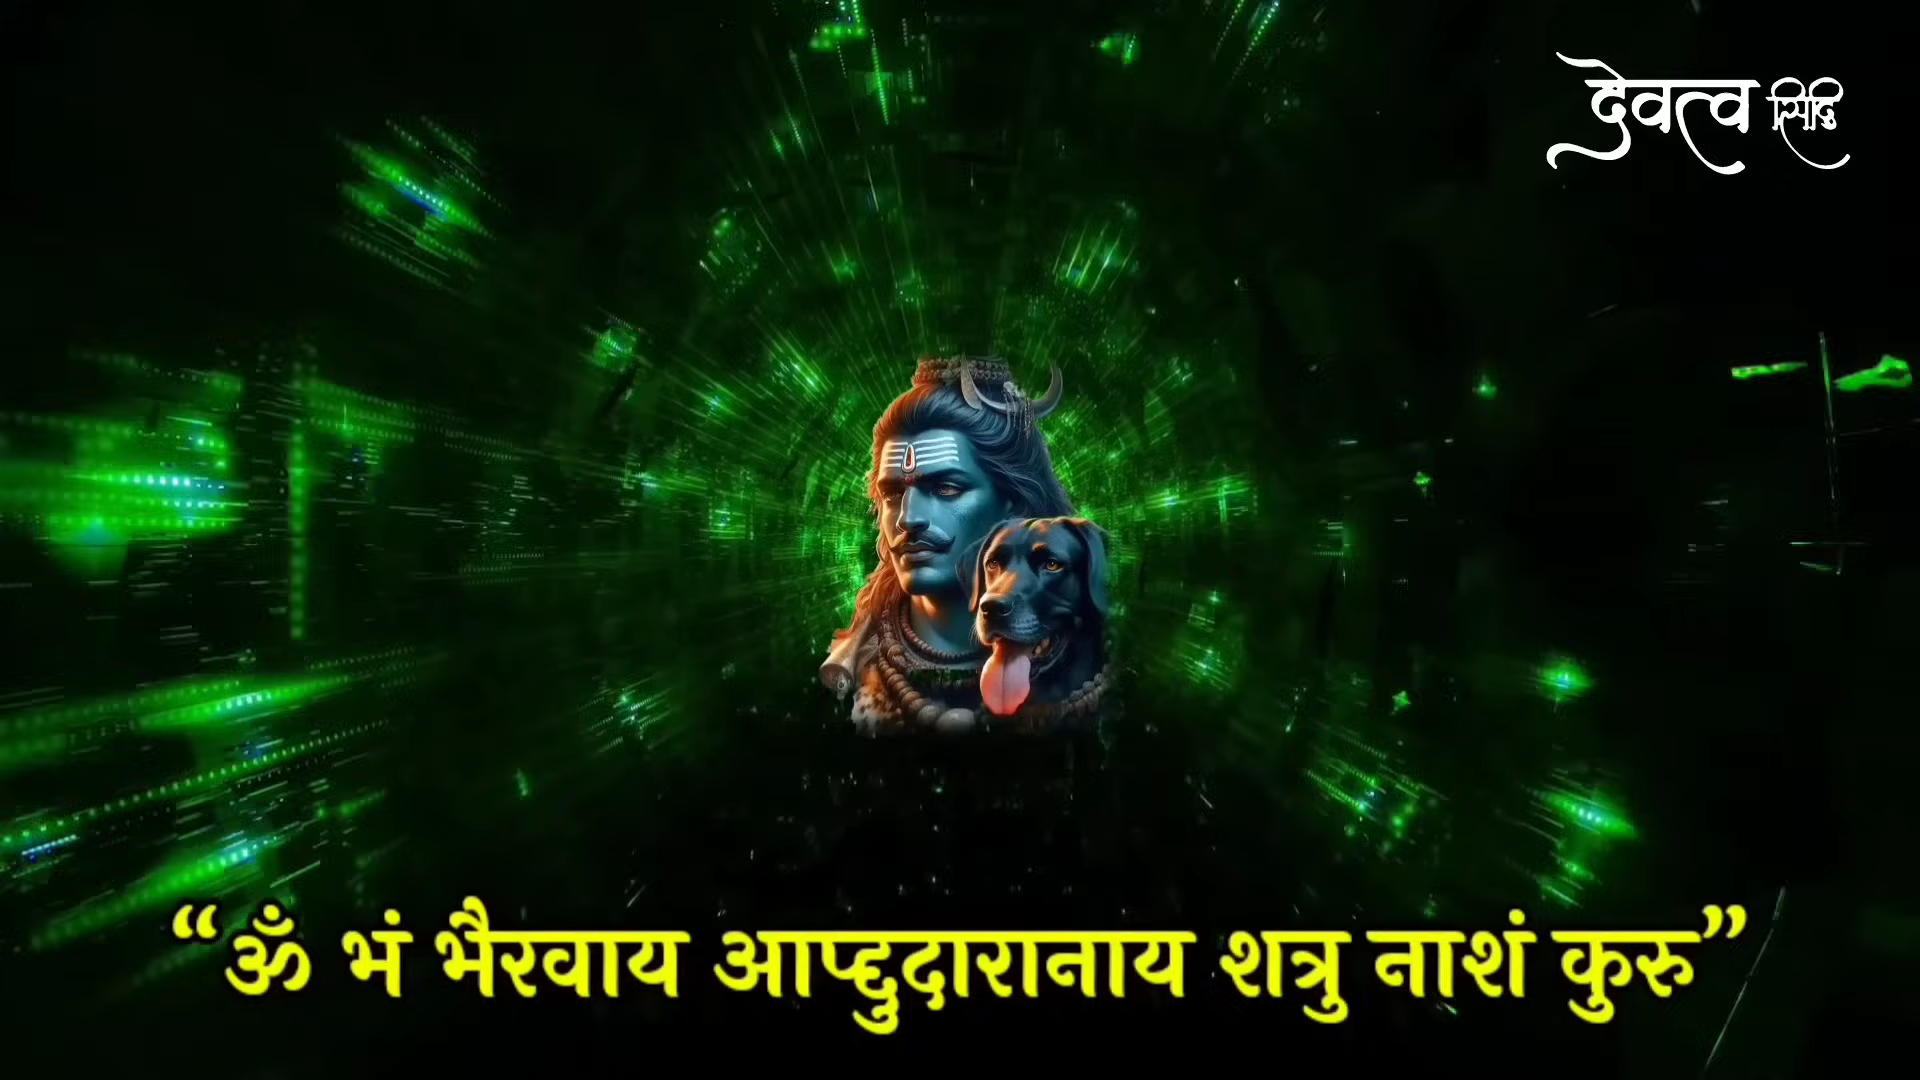 देवत्व सिद्धि
“ॐ भं भैरवाय आप्द्दुदारानाय शत्रु नाशं कुरु”